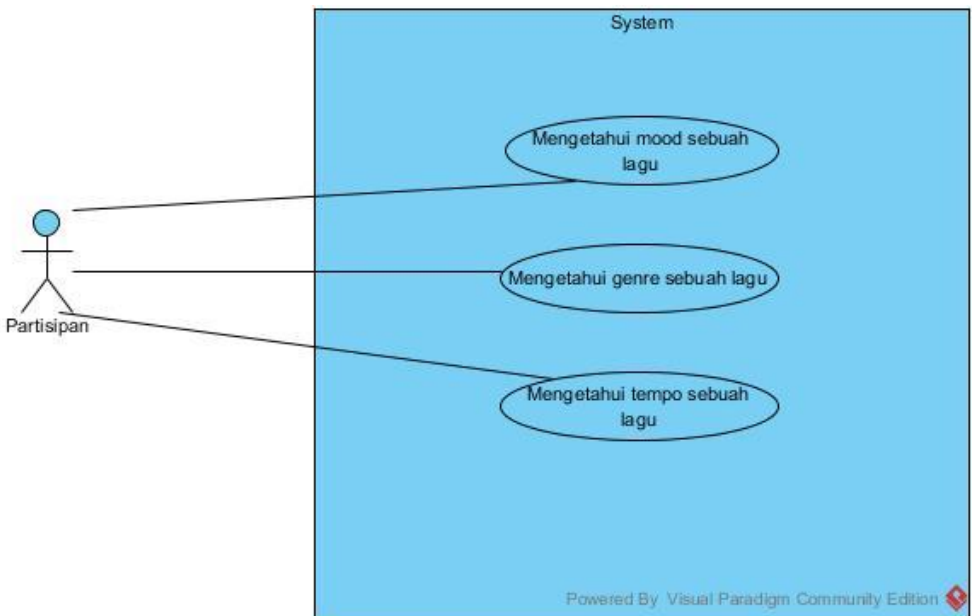 System
Mengetahui mood sebuah
lagu
Mengetahui genre sebuah lagu
Partisipan
Mengetahui tempo sebuah
lagu
Powered By Visual Paradigm Community Edition